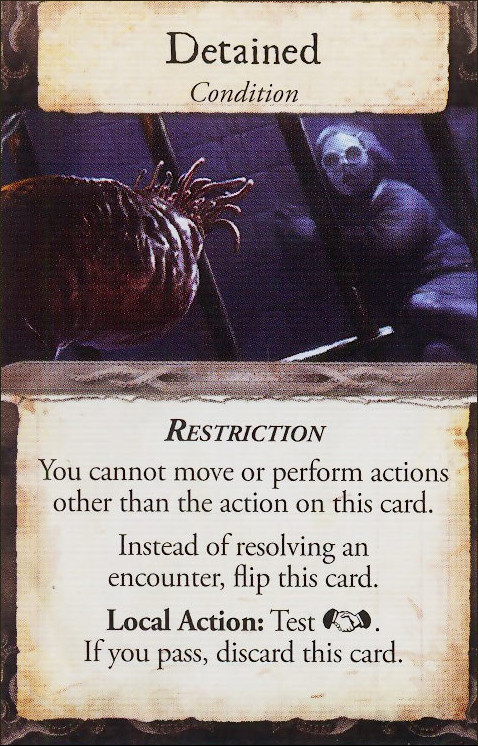 Detained
Condition
RESTRICTION
You cannot move or perform actions
other than the action on this card.
Instead of resolving an
encounter, flip this card.
Local Action: Test .
If you pass, discard this card.